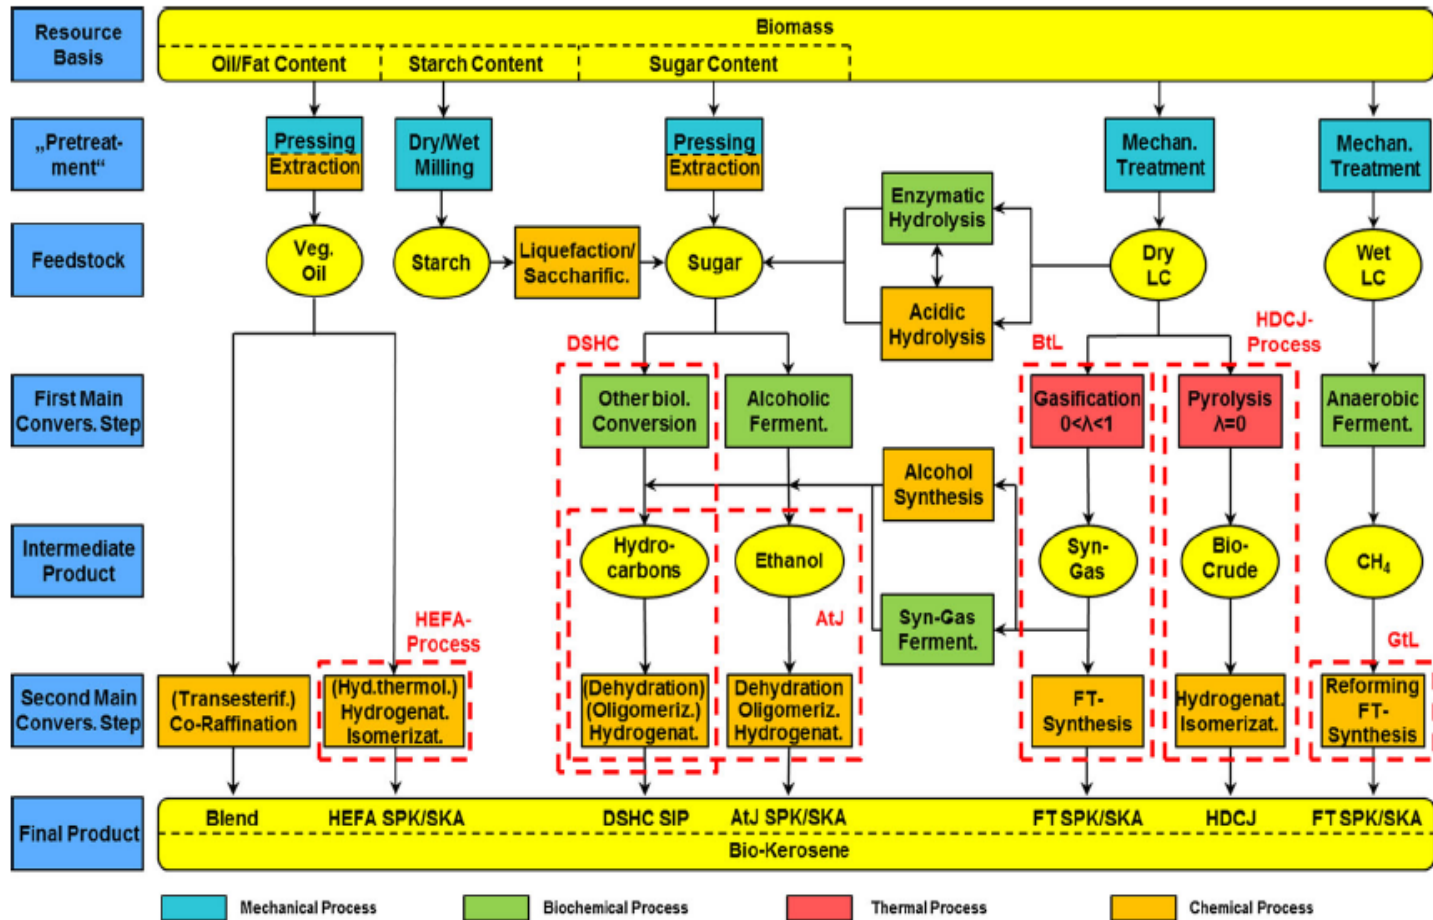 Resource
Basis
Biomass
Oil/Fat Content
Starch Content
Sugar Content
„Pretreat-
ment“
Pressing
Extraction
Dry/Wet
Milling
Pressing
Extraction
Mechan.
Treatment
Mechan.
Treatment
Enzymatic
Hydrolysis
Feedstock
Veg.
Oil
Starch
Liquefaction/
Saccharific.
Sugar
Dry
LC
Wet
LC
Acidic
Hydrolysis
DSHC
BtL
HDCJ-
Process
First Main
Convers. Step
Other biol.
Conversion
Alcoholic
Ferment.
Gasification
0<λ<1
Pyrolysis
λ=0
Anaerobic
Ferment.
Alcohol
Synthesis
Intermediate
Product
Hydro-
carbons
Ethanol
Syn-
Gas
Bio-
Crude
CH₄
HEFA-
Process
AtJ
Syn-Gas
Ferment.
GtL
Second Main
Convers. Step
(Transesterif.)
Co-Raffination
(Hyd.thermol.)
Hydrogenat.
Isomerizat.
(Dehydration)
(Oligomeriz.)
Hydrogenat.
Dehydration
Oligomeriz.
Hydrogenat.
FT-
Synthesis
Hydrogenat.
Isomerizat.
Reforming
FT-
Synthesis
Final Product
Blend
HEFA SPK/SKA
DSHC SIP
AtJ SPK/SKA
FT SPK/SKA
HDCJ
FT SPK/SKA
Bio-Kerosene
Mechanical Process
Biochemical Process
Thermal Process
Chemical Process